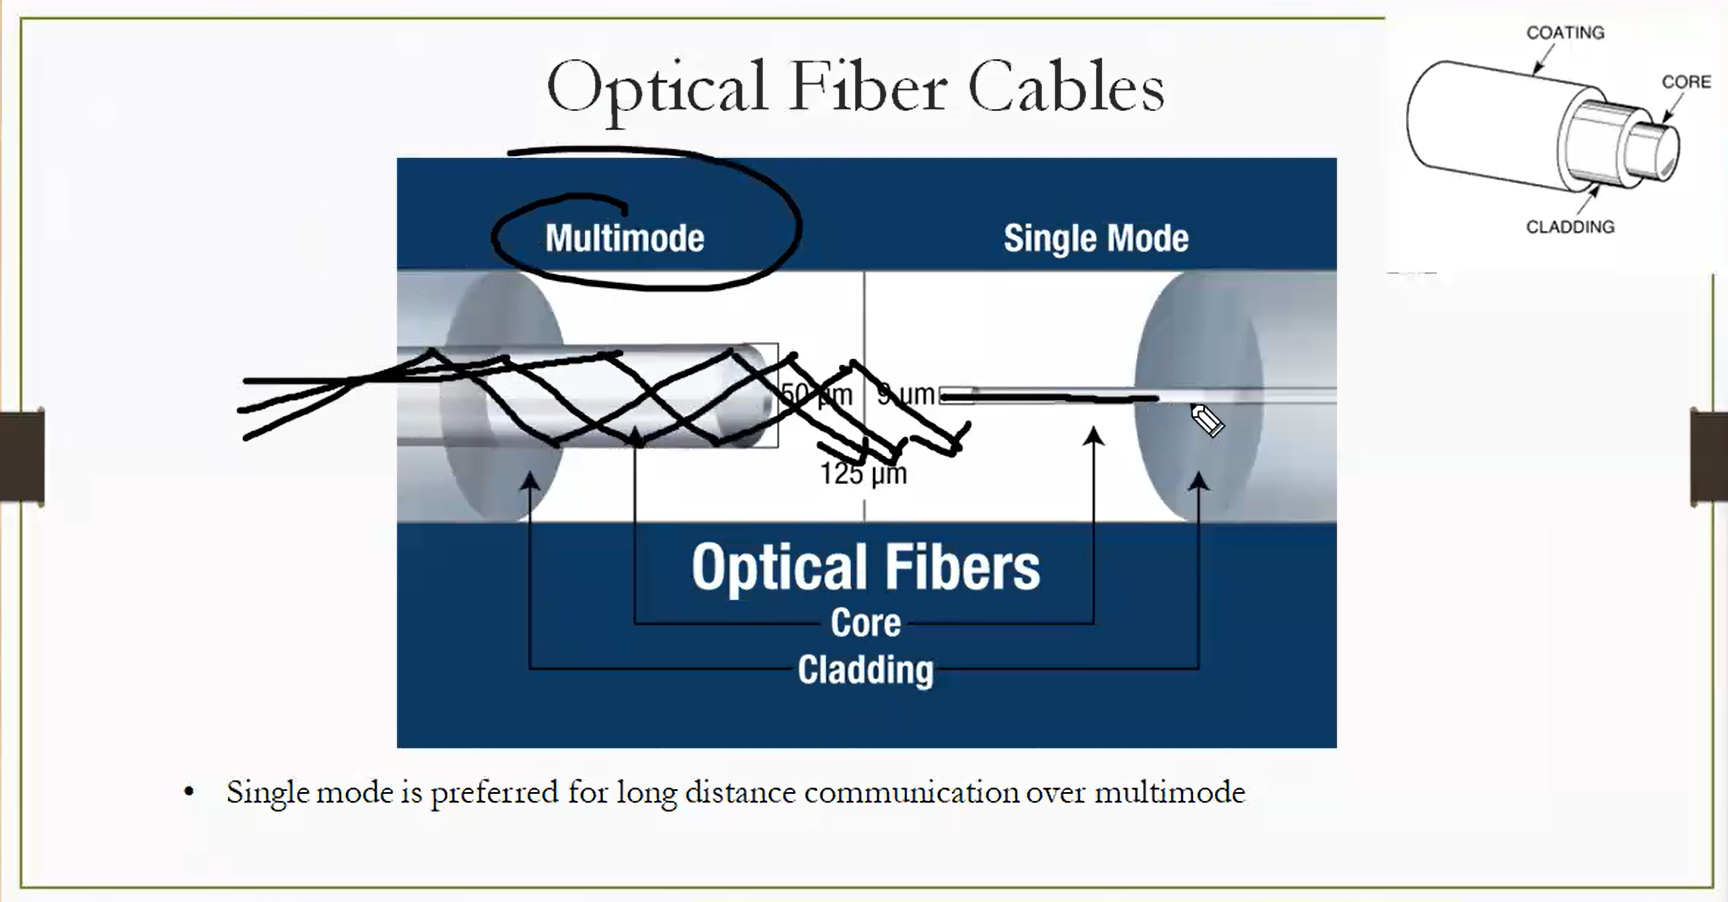 Optical Fiber Cables
COATING
CORE
CLADDING
Multimode
Single Mode
50 µm
9 µm
125 µm
Optical Fibers
Core
Cladding
• Single mode is preferred for long distance communication over multimode